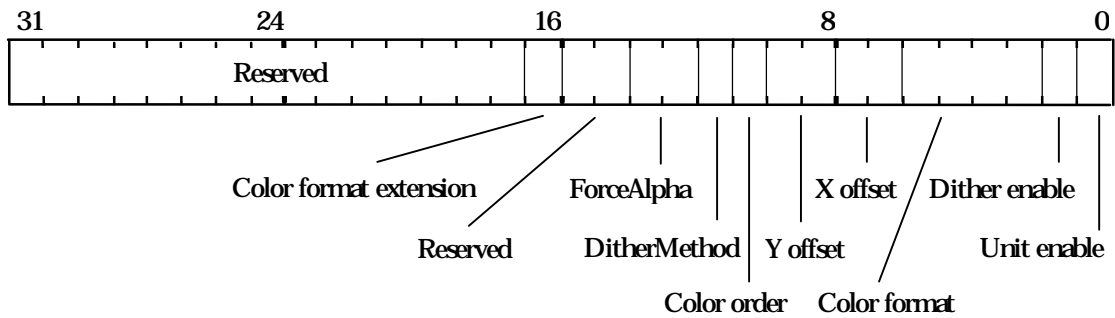 31 24 16 8 0
Reserved
Color format extension ForceAlpha X offset Dither enable
Reserved DitherMethod Y offset Unit enable
Color order Color format